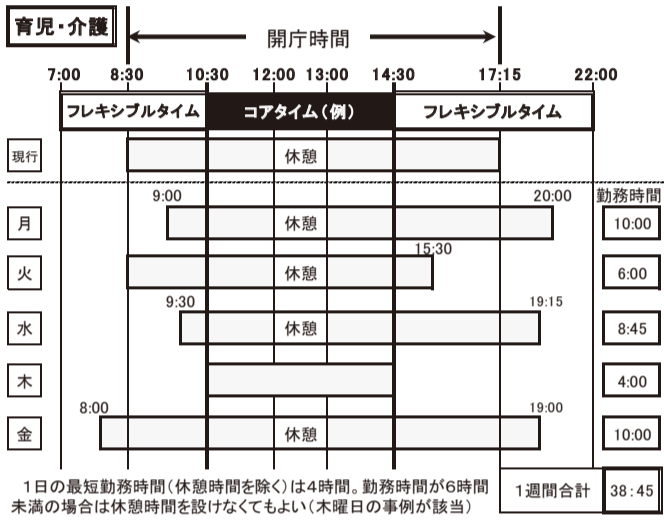 育児・介護
開庁時間
7:00 8:30 10:30 12:00 13:00 14:30 17:15 22:00
フレキシブルタイム コアタイム(例) フレキシブルタイム
現行 休憩
勤務時間
9:00 20:00
月 休憩 10:00
15:30
火 休憩 6:00
9:30 19:15
水 休憩 8:45
木 4:00
8:00 19:00
金 休憩 10:00
1日の最短勤務時間(休憩時間を除く)は4時間。勤務時間が6時間
未満の場合は休憩時間を設けなくてもよい(木曜日の事例が該当)
1週間合計 38:45